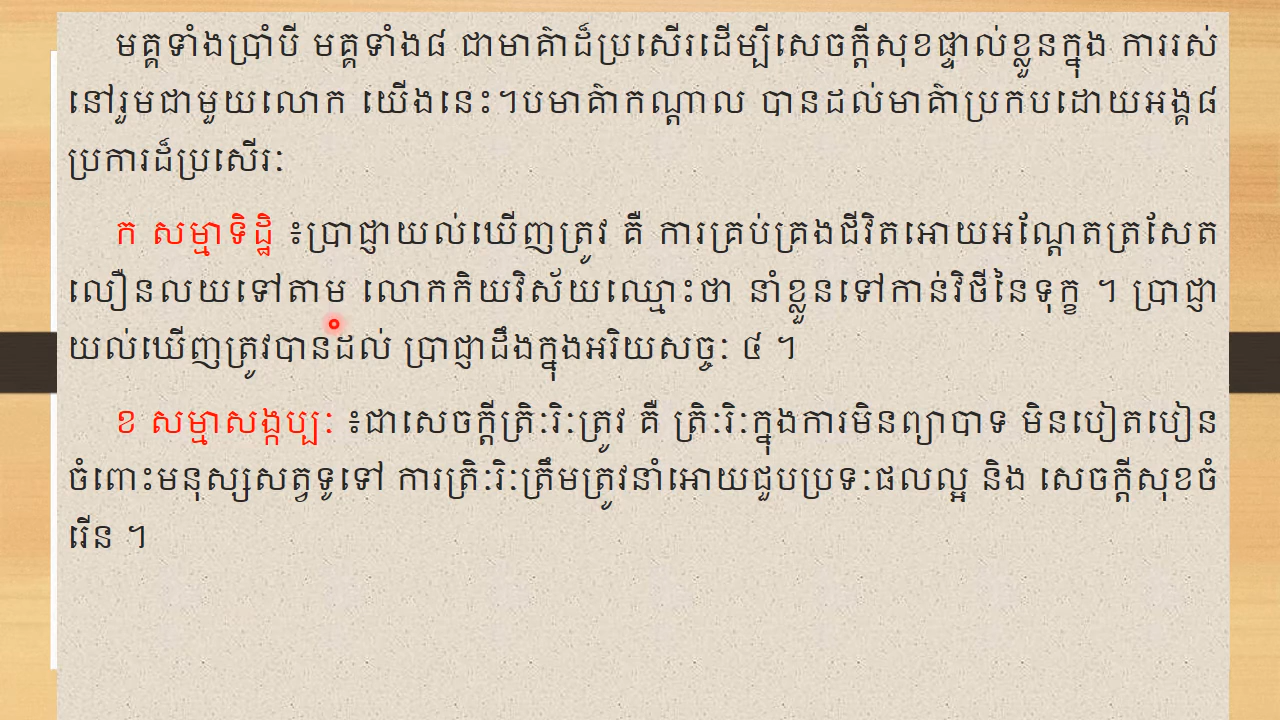 មគ្គទាំងប្រាំបី មគ្គទាំង៨ ជាមាគ៌ាដ៏ប្រសើរដើម្បីសេចក្តីសុខផ្ទាល់ខ្លួនក្នុង ការរស់
នៅរួមជាមួយលោក យើងនេះ។បមាគ៌ាកណ្តាល បានដល់មាគ៌ាប្រកបដោយអង្គ៨
ប្រការដ៏ប្រសើរៈ
ក សម្មាទិដ្ឋិ ៖ប្រាជ្ញាយល់ឃើញត្រូវ គឺ ការគ្រប់គ្រងជីវិតអោយអណ្តែតត្រសែត
លឿនលយទៅតាម លោកកិយវិស័យឈ្មោះថា នាំខ្លួនទៅកាន់វិថីនៃទុក្ខ ។ ប្រាជ្ញា
យល់ឃើញត្រូវបានដល់ ប្រាជ្ញាដឹងក្នុងអរិយសច្ចៈ ៤ ។
ខ សម្មាសង្កប្បៈ ៖ជាសេចក្តីត្រិៈរិៈត្រូវ គឺ ត្រិៈរិៈក្នុងការមិនព្យាបាទ មិនបៀតបៀន
ចំពោះមនុស្សសត្វទូទៅ ការត្រិៈរិៈត្រឹមត្រូវនាំអោយជួបប្រទៈផលល្អ និង សេចក្តីសុខចំ
រើន ។